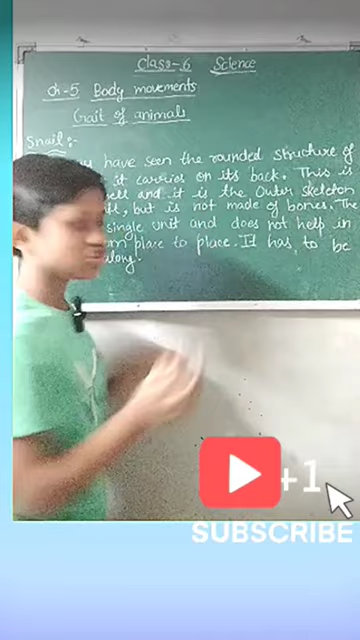 Class-6 Science
ch-5 Body movements
Gait of animals
Snail:-
have seen the rounded structure of
it carries on its back. This is
and it is the Outer skeleton
but is not made of bones. The
single unit and does not help in
place to place. It has to be
along.
+1
SUBSCRIBE